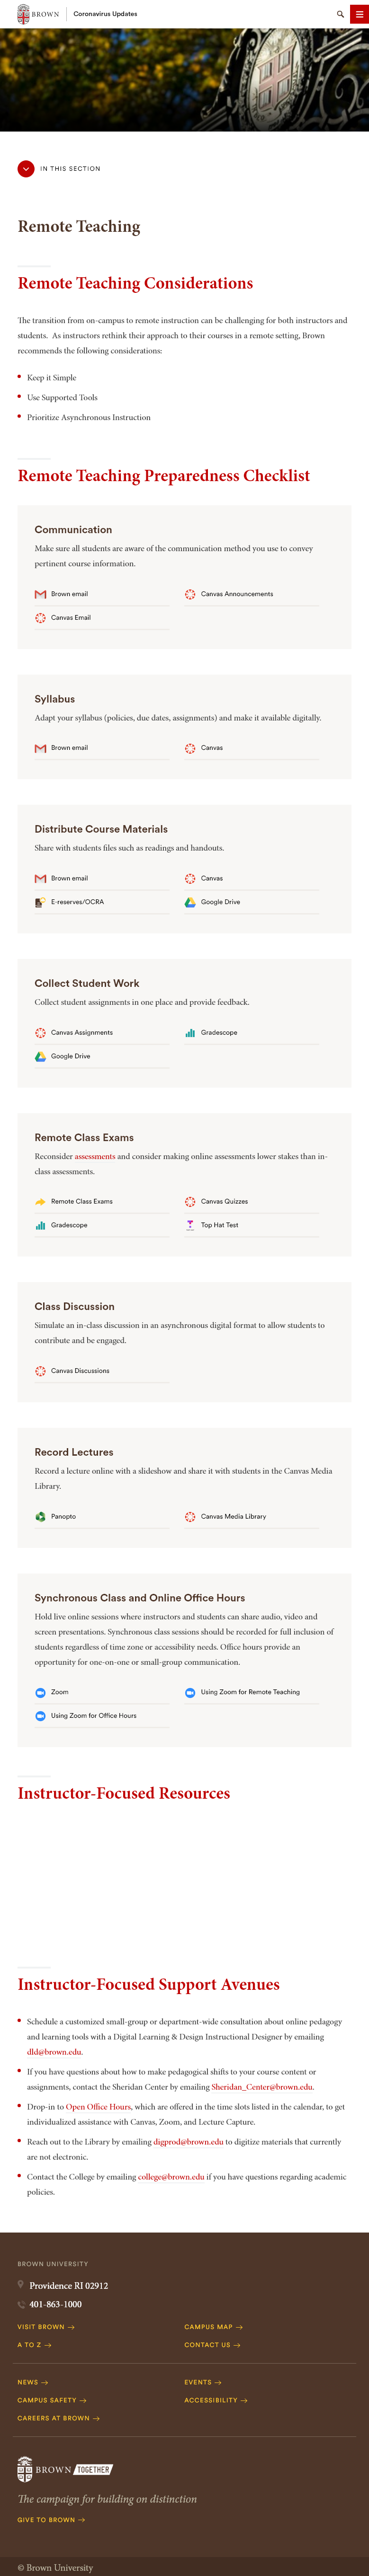 BROWN
Coronavirus Updates
IN THIS SECTION
Remote Teaching
Remote Teaching Considerations
The transition from on-campus to remote instruction can be challenging for both instructors and
students.  As instructors rethink their approach to their courses in a remote setting, Brown
recommends the following considerations:
Keep it Simple
Use Supported Tools
Prioritize Asynchronous Instruction
Remote Teaching Preparedness Checklist
Communication
Make sure all students are aware of the communication method you use to convey
pertinent course information.
Brown email
Canvas Announcements
Canvas Email
Syllabus
Adapt your syllabus (policies, due dates, assignments) and make it available digitally.
Brown email
Canvas
Distribute Course Materials
Share with students files such as readings and handouts.
Brown email
Canvas
E-reserves/OCRA
Google Drive
Collect Student Work
Collect student assignments in one place and provide feedback.
Canvas Assignments
Gradescope
Google Drive
Remote Class Exams
Reconsider assessments and consider making online assessments lower stakes than in-
class assessments.
Remote Class Exams
Canvas Quizzes
Gradescope
Top Hat Test
Class Discussion
Simulate an in-class discussion in an asynchronous digital format to allow students to
contribute and be engaged.
Canvas Discussions
Record Lectures
Record a lecture online with a slideshow and share it with students in the Canvas Media
Library.
Panopto
Canvas Media Library
Synchronous Class and Online Office Hours
Hold live online sessions where instructors and students can share audio, video and
screen presentations. Synchronous class sessions should be recorded for full inclusion of
students regardless of time zone or accessibility needs. Office hours provide an
opportunity for one-on-one or small-group communication.
Zoom
Using Zoom for Remote Teaching
Using Zoom for Office Hours
Instructor-Focused Resources
Instructor-Focused Support Avenues
Schedule a customized small-group or department-wide consultation about online pedagogy
and learning tools with a Digital Learning & Design Instructional Designer by emailing
dld@brown.edu.
If you have questions about how to make pedagogical shifts to your course content or
assignments, contact the Sheridan Center by emailing Sheridan_Center@brown.edu.
Drop-in to Open Office Hours, which are offered in the time slots listed in the calendar, to get
individualized assistance with Canvas, Zoom, and Lecture Capture.
Reach out to the Library by emailing digprod@brown.edu to digitize materials that currently
are not electronic.
Contact the College by emailing college@brown.edu if you have questions regarding academic
policies.
BROWN UNIVERSITY
Providence RI 02912
401-863-1000
VISIT BROWN
CAMPUS MAP
A TO Z
CONTACT US
NEWS
EVENTS
CAMPUS SAFETY
ACCESSIBILITY
CAREERS AT BROWN
BROWN TOGETHER
The campaign for building on distinction
GIVE TO BROWN
© Brown University